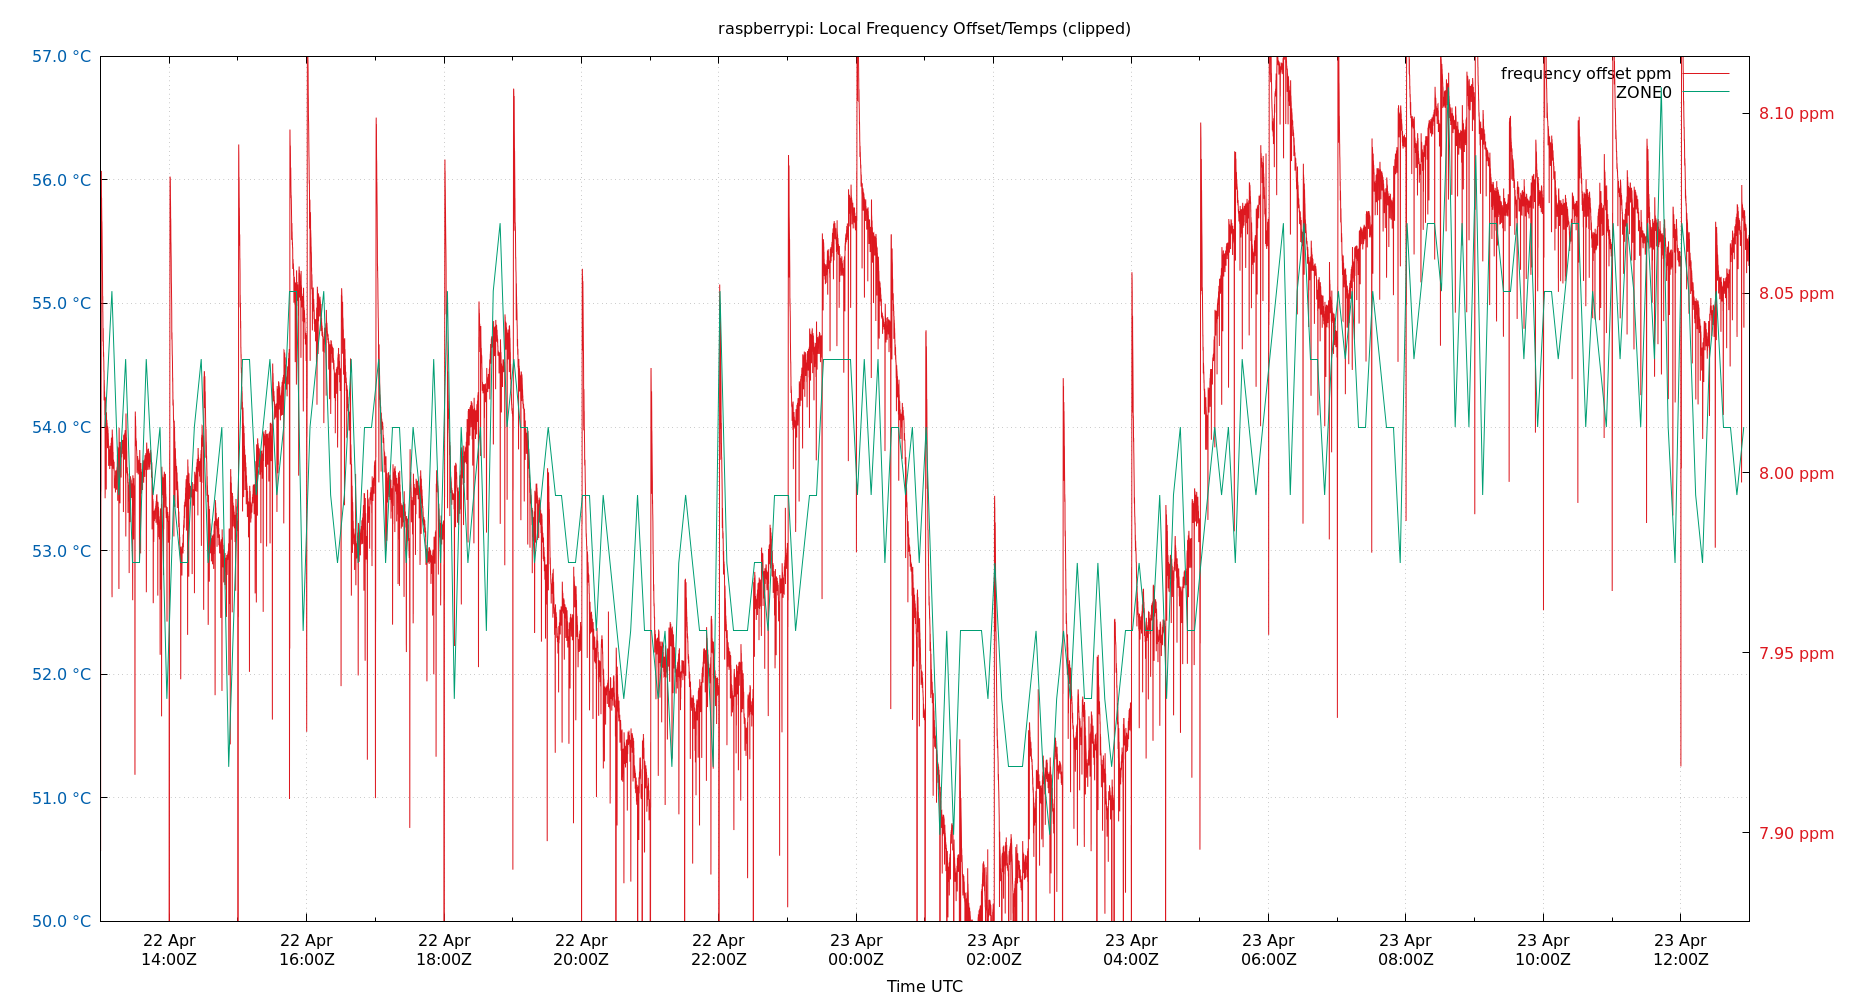 raspberrypi: Local Frequency Offset/Temps (clipped)
57.0 °C
56.0 °C
55.0 °C
54.0 °C
53.0 °C
52.0 °C
51.0 °C
50.0 °C
frequency offset ppm
ZONE0
8.10 ppm
8.05 ppm
8.00 ppm
7.95 ppm
7.90 ppm
22 Apr 22 Apr 22 Apr 22 Apr 22 Apr 23 Apr 23 Apr 23 Apr 23 Apr 23 Apr 23 Apr 23 Apr
14:00Z 16:00Z 18:00Z 20:00Z 22:00Z 00:00Z 02:00Z 04:00Z 06:00Z 08:00Z 10:00Z 12:00Z
Time UTC